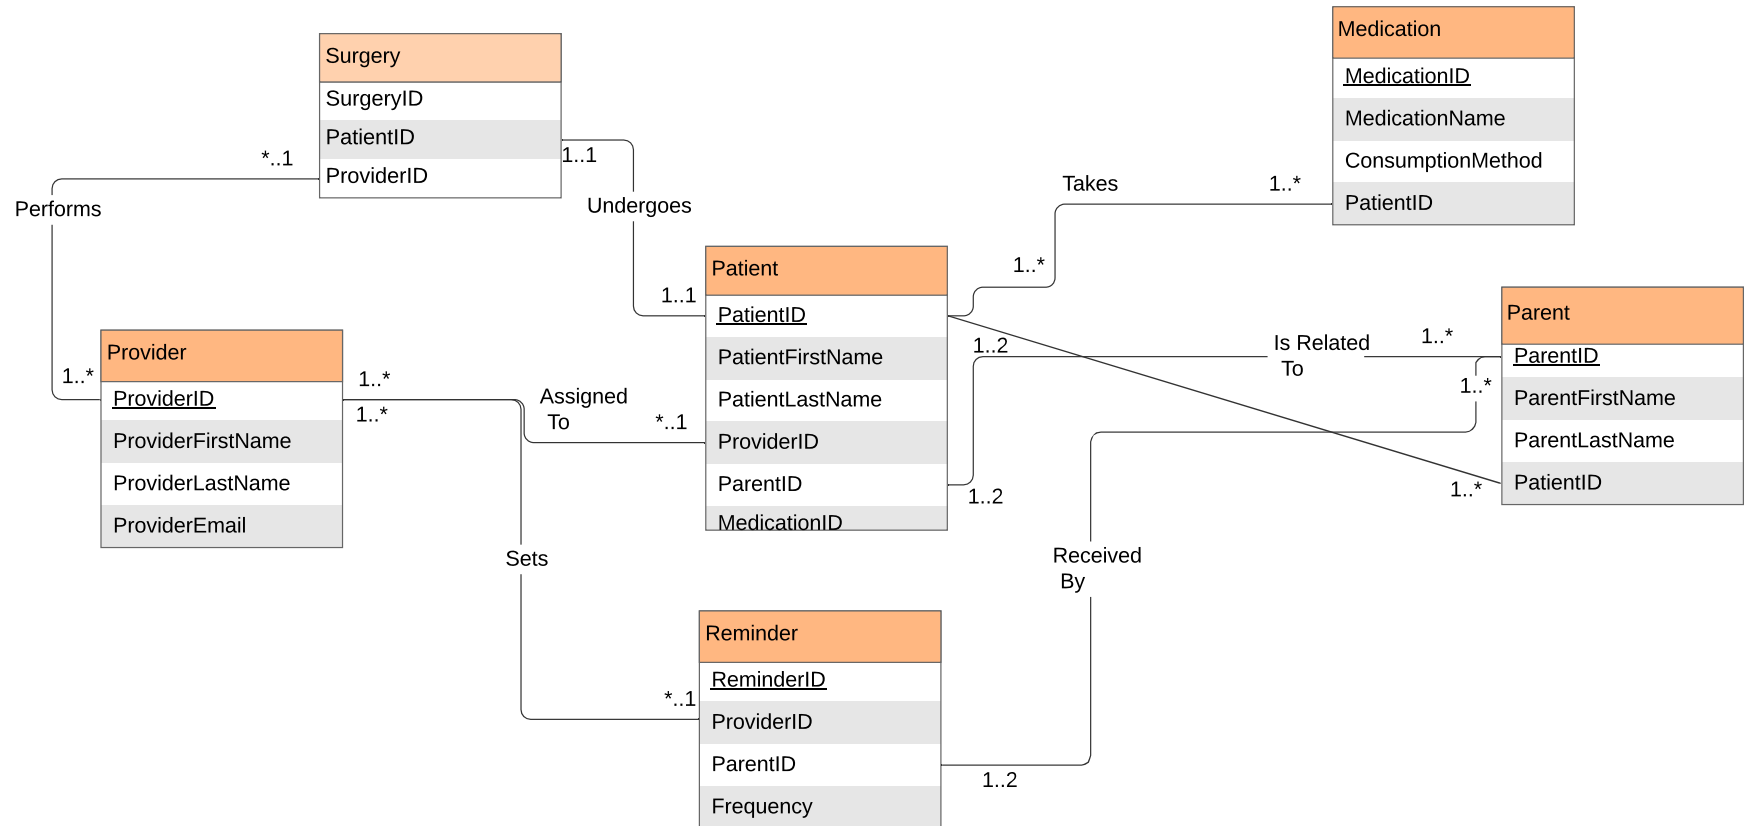 Surgery
SurgeryID
PatientID
ProviderID
*..1
1..1
Performs
Undergoes
1..1
1..*
Medication
MedicationID
MedicationName
ConsumptionMethod
PatientID
Takes
1..*
1..*
Patient
PatientID
PatientFirstName
PatientLastName
ProviderID
ParentID
MedicationID
Provider
ProviderID
ProviderFirstName
ProviderLastName
ProviderEmail
1..*
1..*
Assigned
To
*..1
1..2
Is Related
To
1..*
1..*
1..2
1..*
Parent
ParentID
ParentFirstName
ParentLastName
PatientID
Sets
Received
By
*..1
Reminder
ReminderID
ProviderID
ParentID
Frequency
1..2